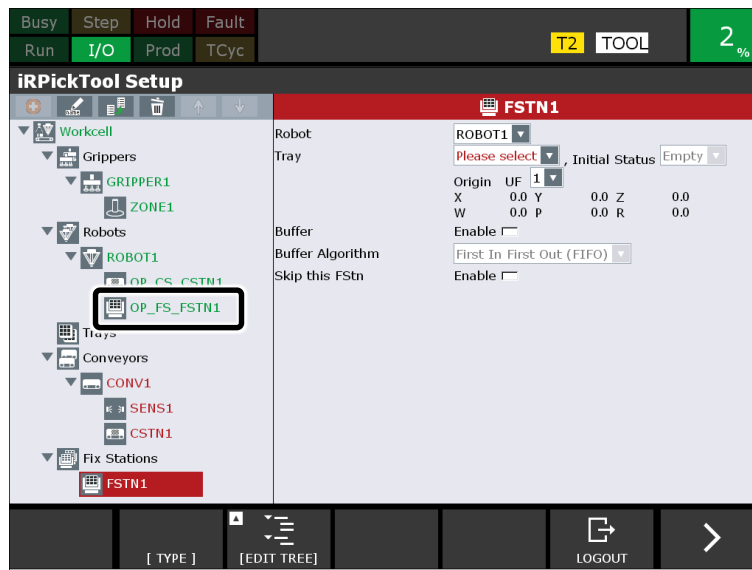 Busy Step Hold Fault
Run I/O Prod TCyc T2 TOOL 2 %
iRPickTool Setup
FSTN1
Workcell
Grippers
GRIPPER1
ZONE1
Robots
ROBOT1
OP_CS_CSTN1
OP_FS_FSTN1
Trays
Conveyors
CONV1
SENS1
CSTN1
Fix Stations
FSTN1
Robot ROBOT1
Tray Please select , Initial Status Empty
Origin UF 1
X 0.0 Y 0.0 Z 0.0
W 0.0 P 0.0 R 0.0
Buffer Enable
Buffer Algorithm First In First Out (FIFO)
Skip this FStn Enable
[ TYPE ] [EDIT TREE] LOGOUT